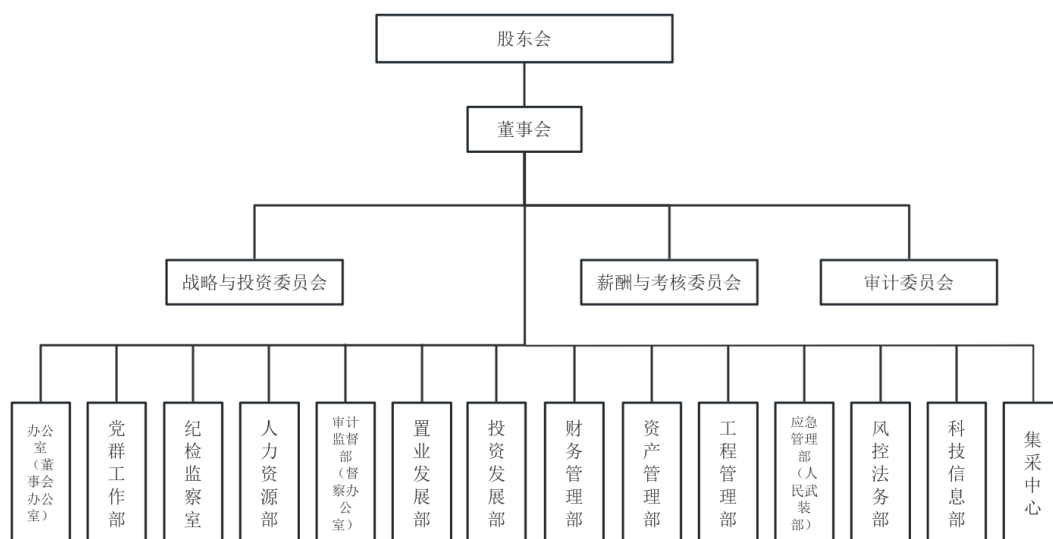 股东会
董事会
战略与投资委员会
薪酬与考核委员会
审计委员会
办公
室
（董
事会
办公
室）
党群工作部
纪检监察室
人力资源部
审计
监督
部
（督
察办
公
室）
置业发展部
投资发展部
财务管理部
资产管理部
工程管理部
应急
管理
部
（人
民武
装
部）
风控法务部
科技信息部
集采中心